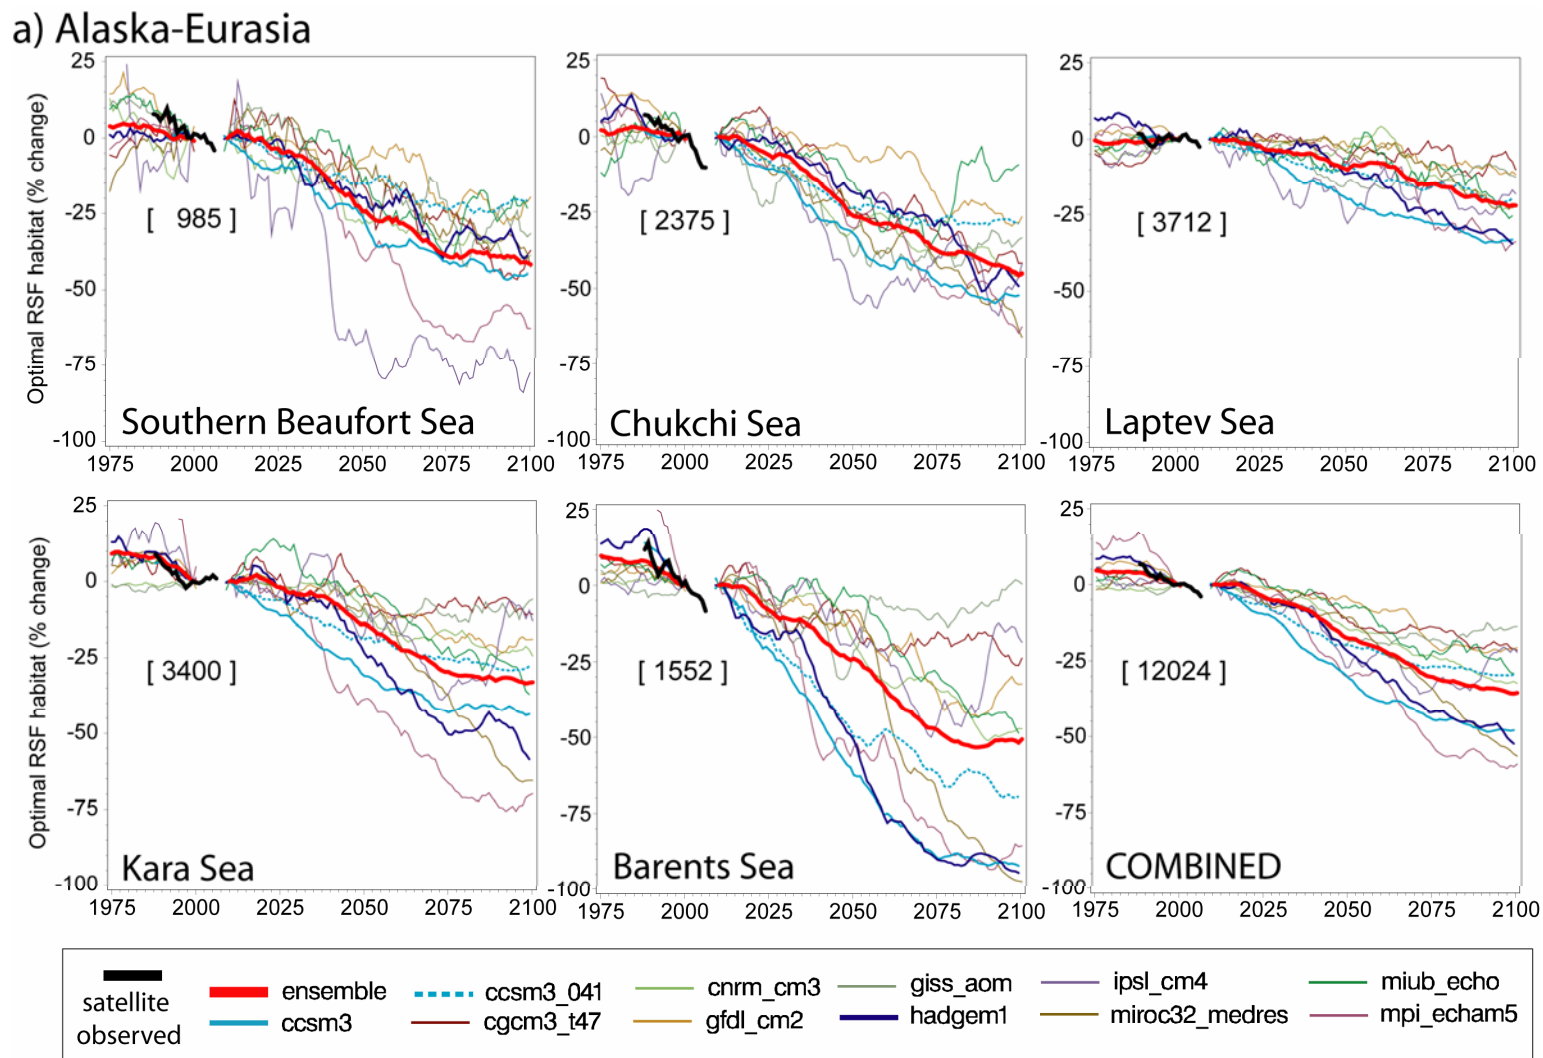 a) Alaska-Eurasia
Optimal RSF habitat (% change)
25
0
-25
-50
-75
-100
[ 985 ]
Southern Beaufort Sea
1975 2000 2025 2050 2075 2100
25
0
-25
-50
-75
-100
[ 2375 ]
Chukchi Sea
1975 2000 2025 2050 2075 2100
25
0
-25
-50
-75
-100
[ 3712 ]
Laptev Sea
1975 2000 2025 2050 2075 2100
Optimal RSF habitat (% change)
25
0
-25
-50
-75
-100
[ 3400 ]
Kara Sea
1975 2000 2025 2050 2075 2100
25
0
-25
-50
-75
-100
[ 1552 ]
Barents Sea
1975 2000 2025 2050 2075 2100
25
0
-25
-50
-75
-100
[ 12024 ]
COMBINED
1975 2000 2025 2050 2075 2100
satellite
observed
ensemble
ccsm3
ccsm3_041
cgcm3_t47
cnrm_cm3
gfdl_cm2
giss_aom
hadgem1
ipsl_cm4
miroc32_medres
miub_echo
mpi_echam5